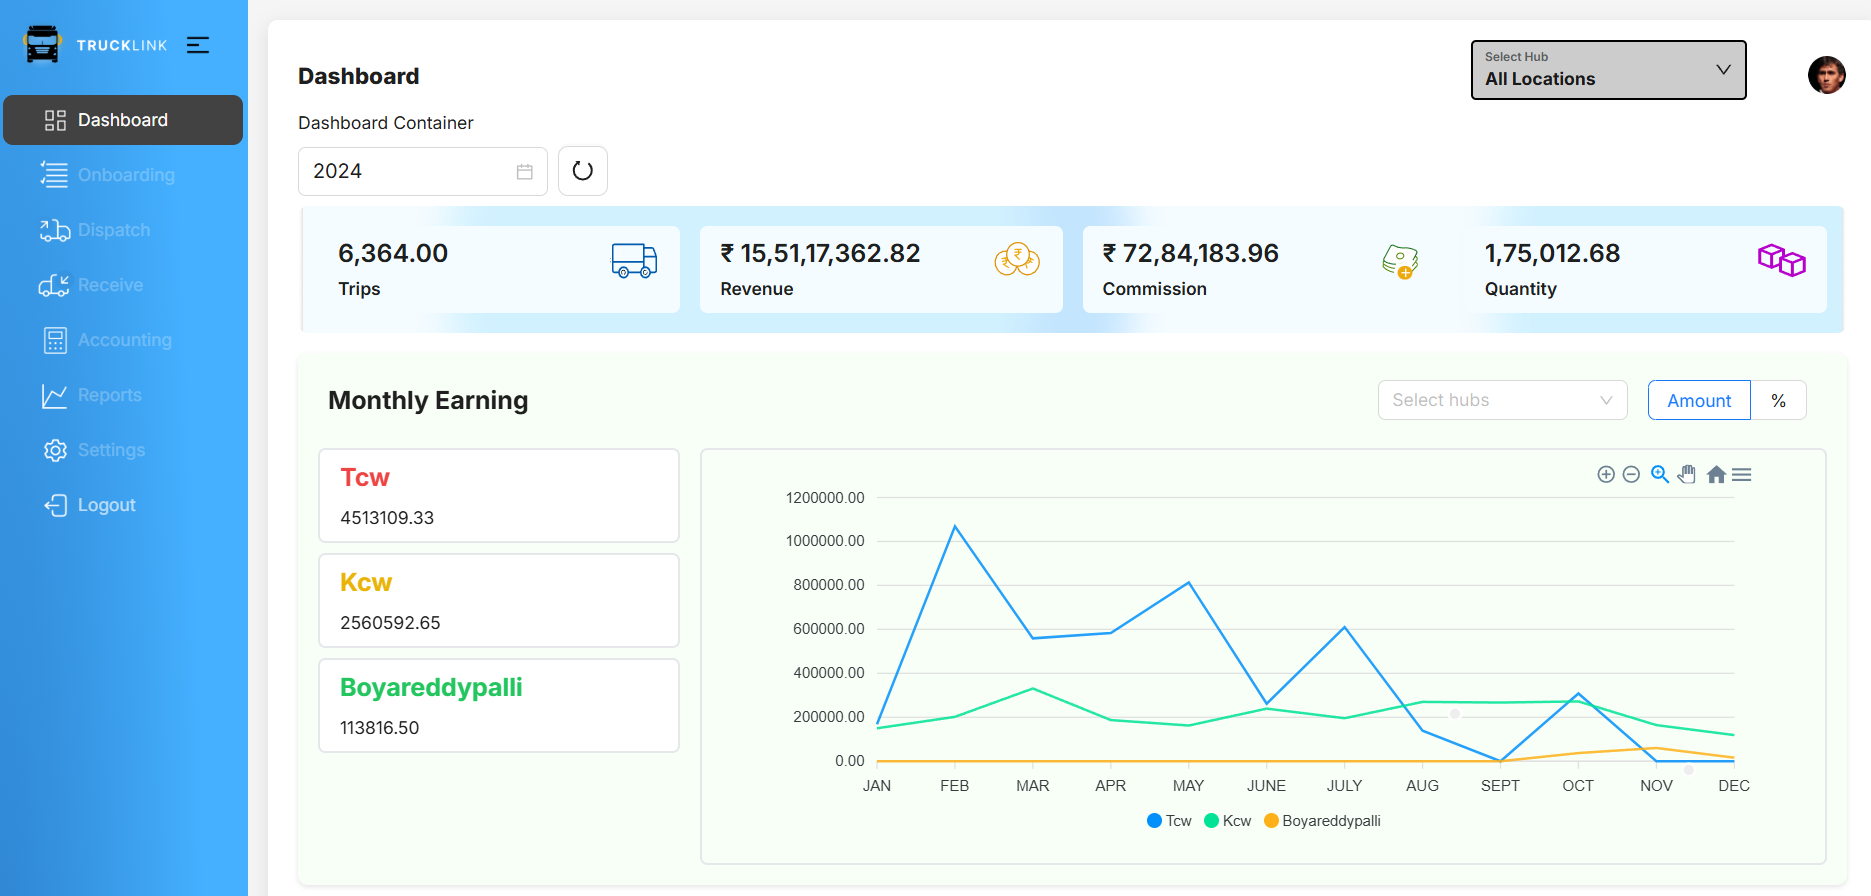 TRUCKLINK
Dashboard
Onboarding
Dispatch
Receive
Accounting
Reports
Settings
Logout
Dashboard
Select Hub
All Locations
Dashboard Container
2024
6,364.00
Trips
₹ 15,51,17,362.82
Revenue
₹ 72,84,183.96
Commission
1,75,012.68
Quantity
Monthly Earning
Select hubs
Amount
%
Tcw
4513109.33
Kcw
2560592.65
Boyareddypalli
113816.50
1200000.00
1000000.00
800000.00
600000.00
400000.00
200000.00
0.00
JAN FEB MAR APR MAY JUNE JULY AUG SEPT OCT NOV DEC
Tcw Kcw Boyareddypalli